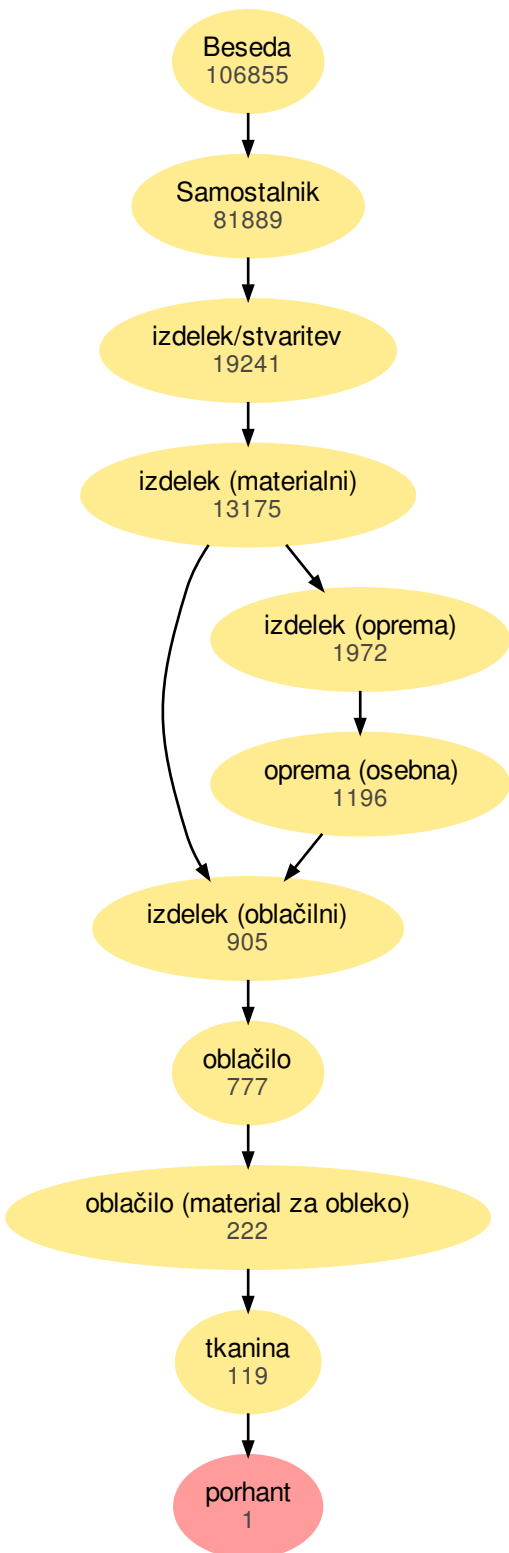 Beseda
106855
Samostalnik
81889
izdelek/stvaritev
19241
izdelek (materialni)
13175
izdelek (oprema)
1972
oprema (osebna)
1196
izdelek (oblačilni)
905
oblačilo
777
oblačilo (material za obleko)
222
tkanina
119
porhant
1